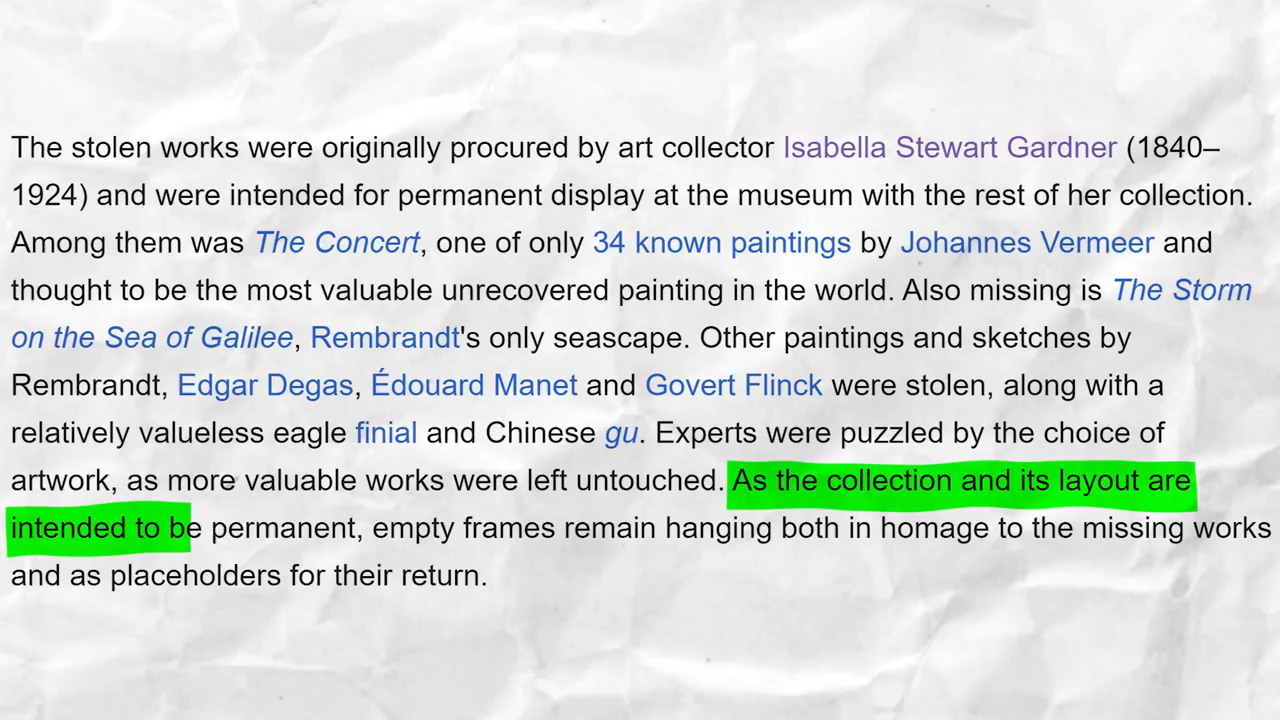 The stolen works were originally procured by art collector Isabella Stewart Gardner (1840–
1924) and were intended for permanent display at the museum with the rest of her collection.
Among them was The Concert, one of only 34 known paintings by Johannes Vermeer and
thought to be the most valuable unrecovered painting in the world. Also missing is The Storm
on the Sea of Galilee, Rembrandt's only seascape. Other paintings and sketches by
Rembrandt, Edgar Degas, Édouard Manet and Govert Flinck were stolen, along with a
relatively valueless eagle finial and Chinese gu. Experts were puzzled by the choice of
artwork, as more valuable works were left untouched. As the collection and its layout are
intended to be permanent, empty frames remain hanging both in homage to the missing works
and as placeholders for their return.